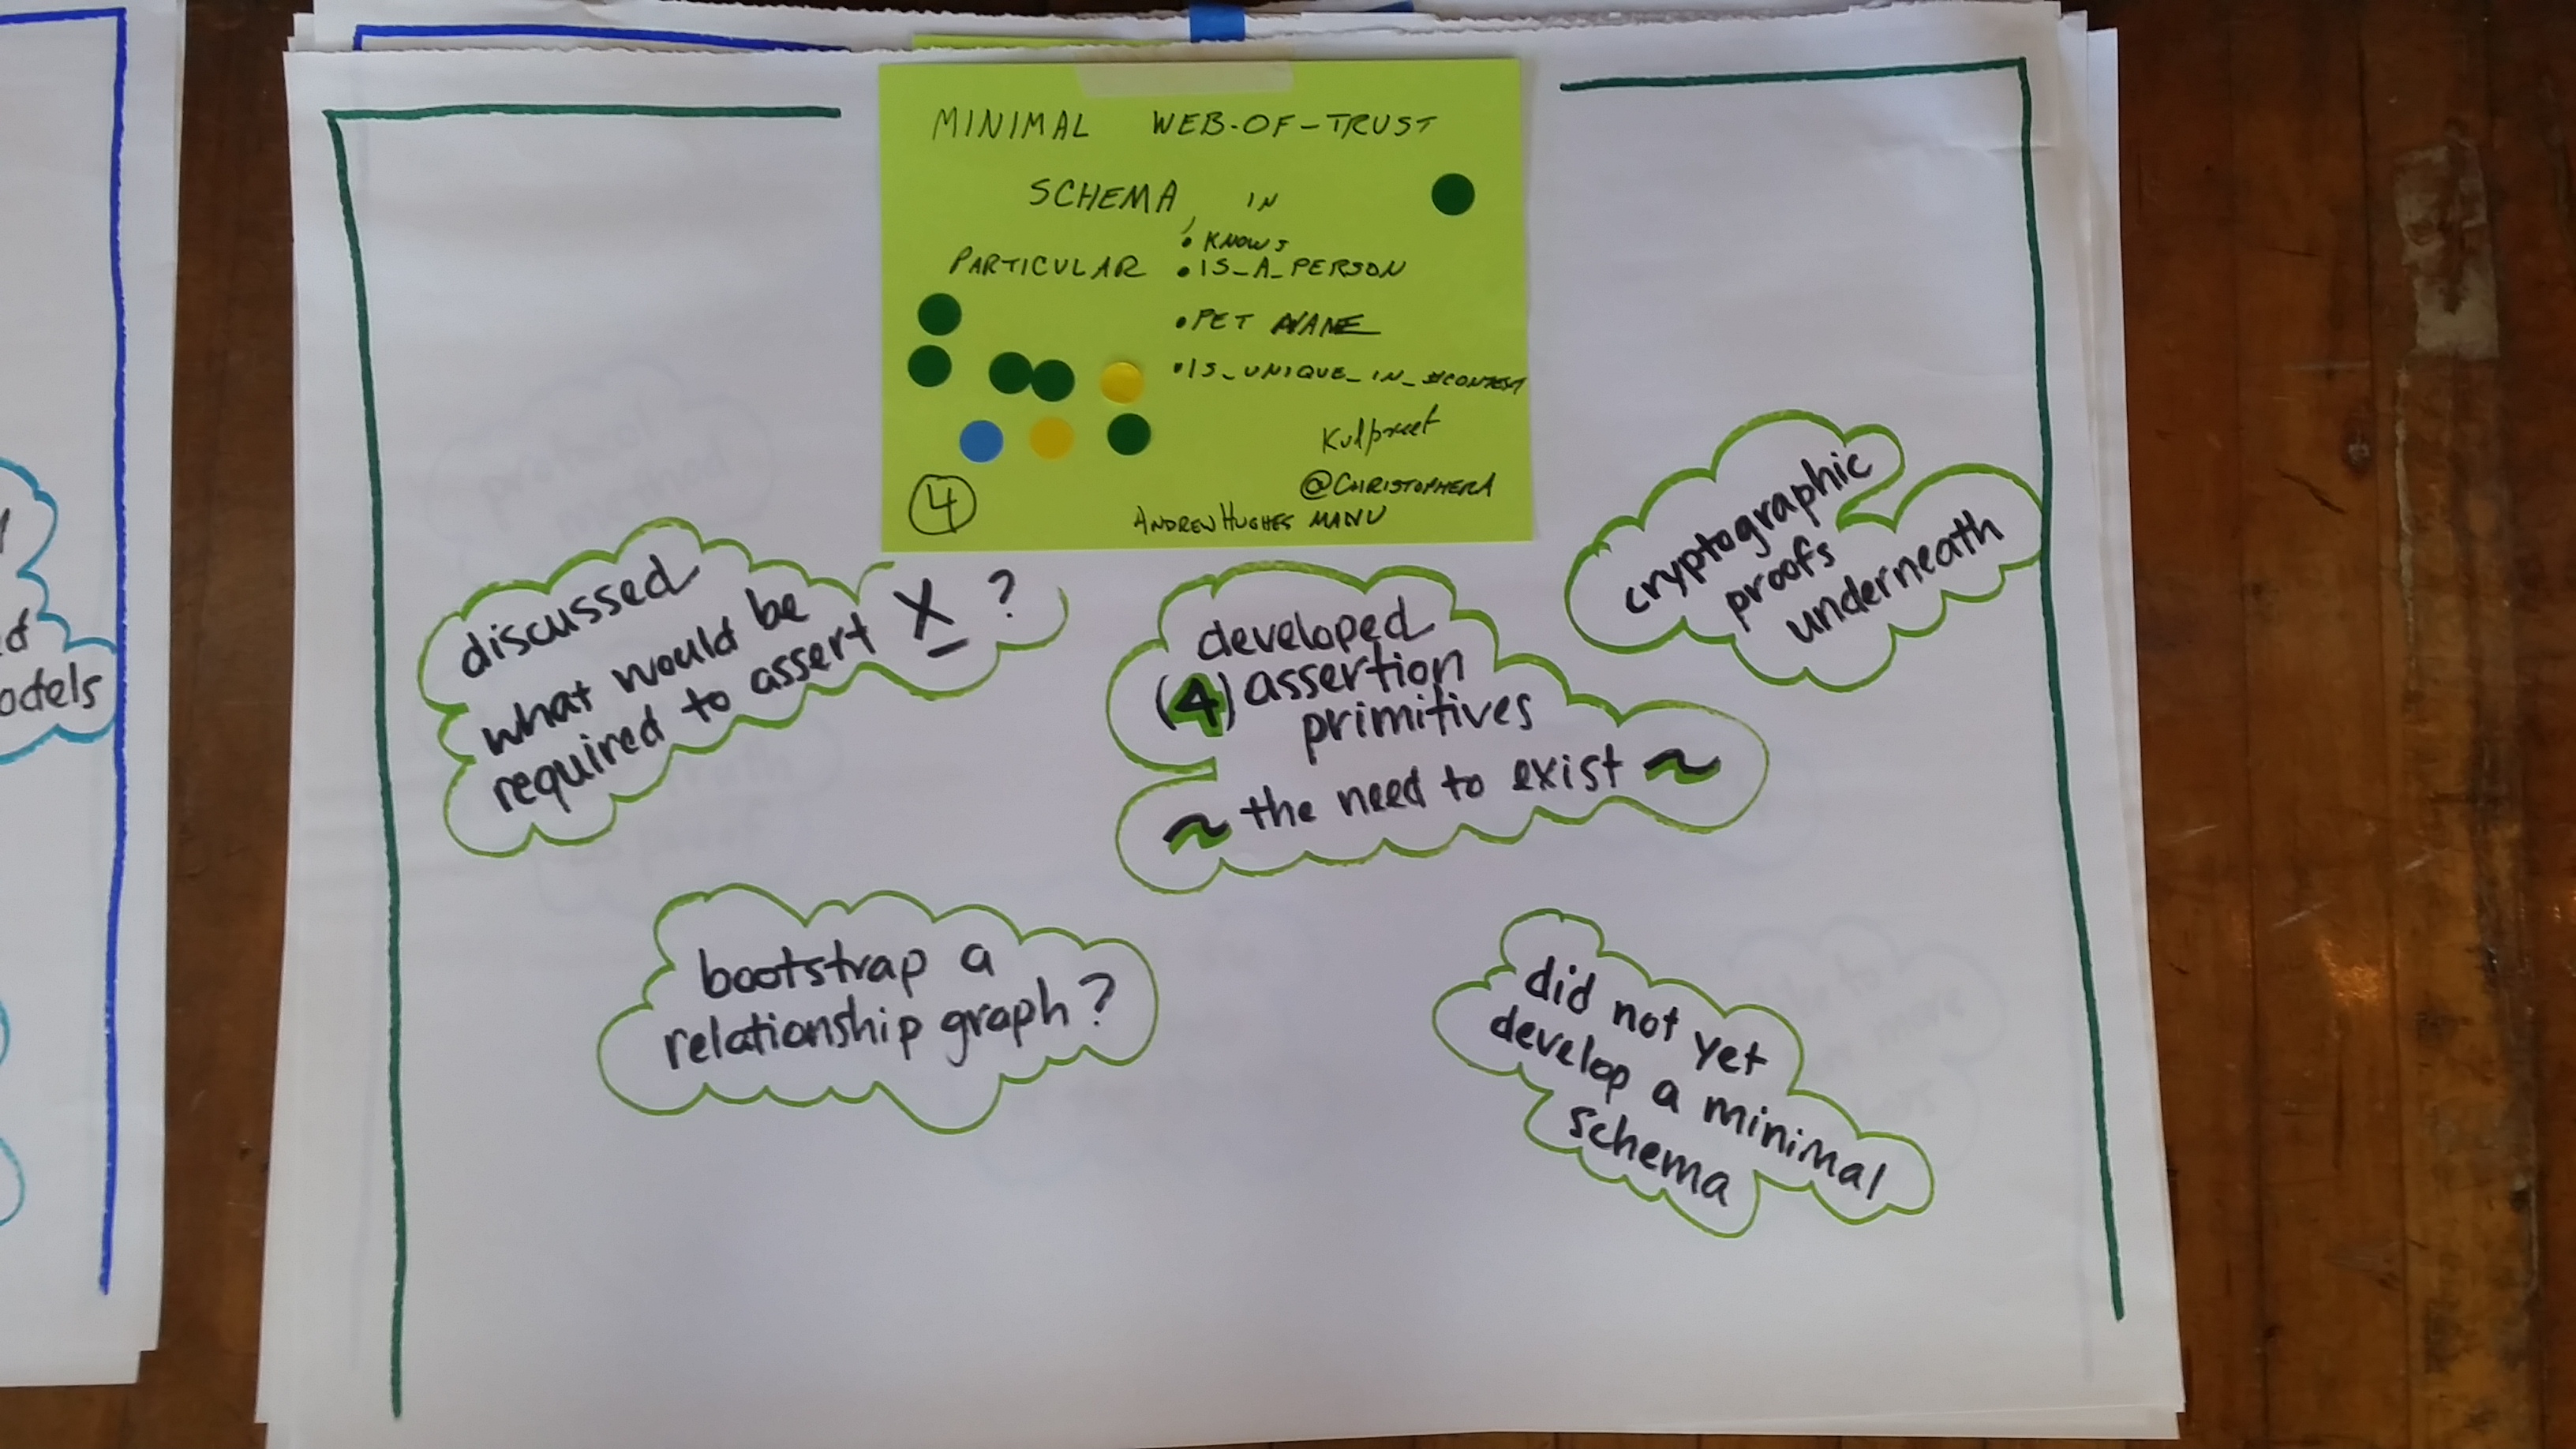 MINIMAL WEB-OF-TRUST
SCHEMA, IN
PARTICULAR
• KNOWS
• IS_A_PERSON
• PET NAME
• IS_UNIQUE_IN_#CONTEXT
Kulpreet
@CHRISTOPHERA
ANDREW HUGHES MANU
4
discussed
what would be
required to assert X ?
developed
(4) assertion
primitives
~ the need to exist ~
cryptographic
proofs
underneath
bootstrap a
relationship graph?
did not yet
develop a minimal
schema
odels